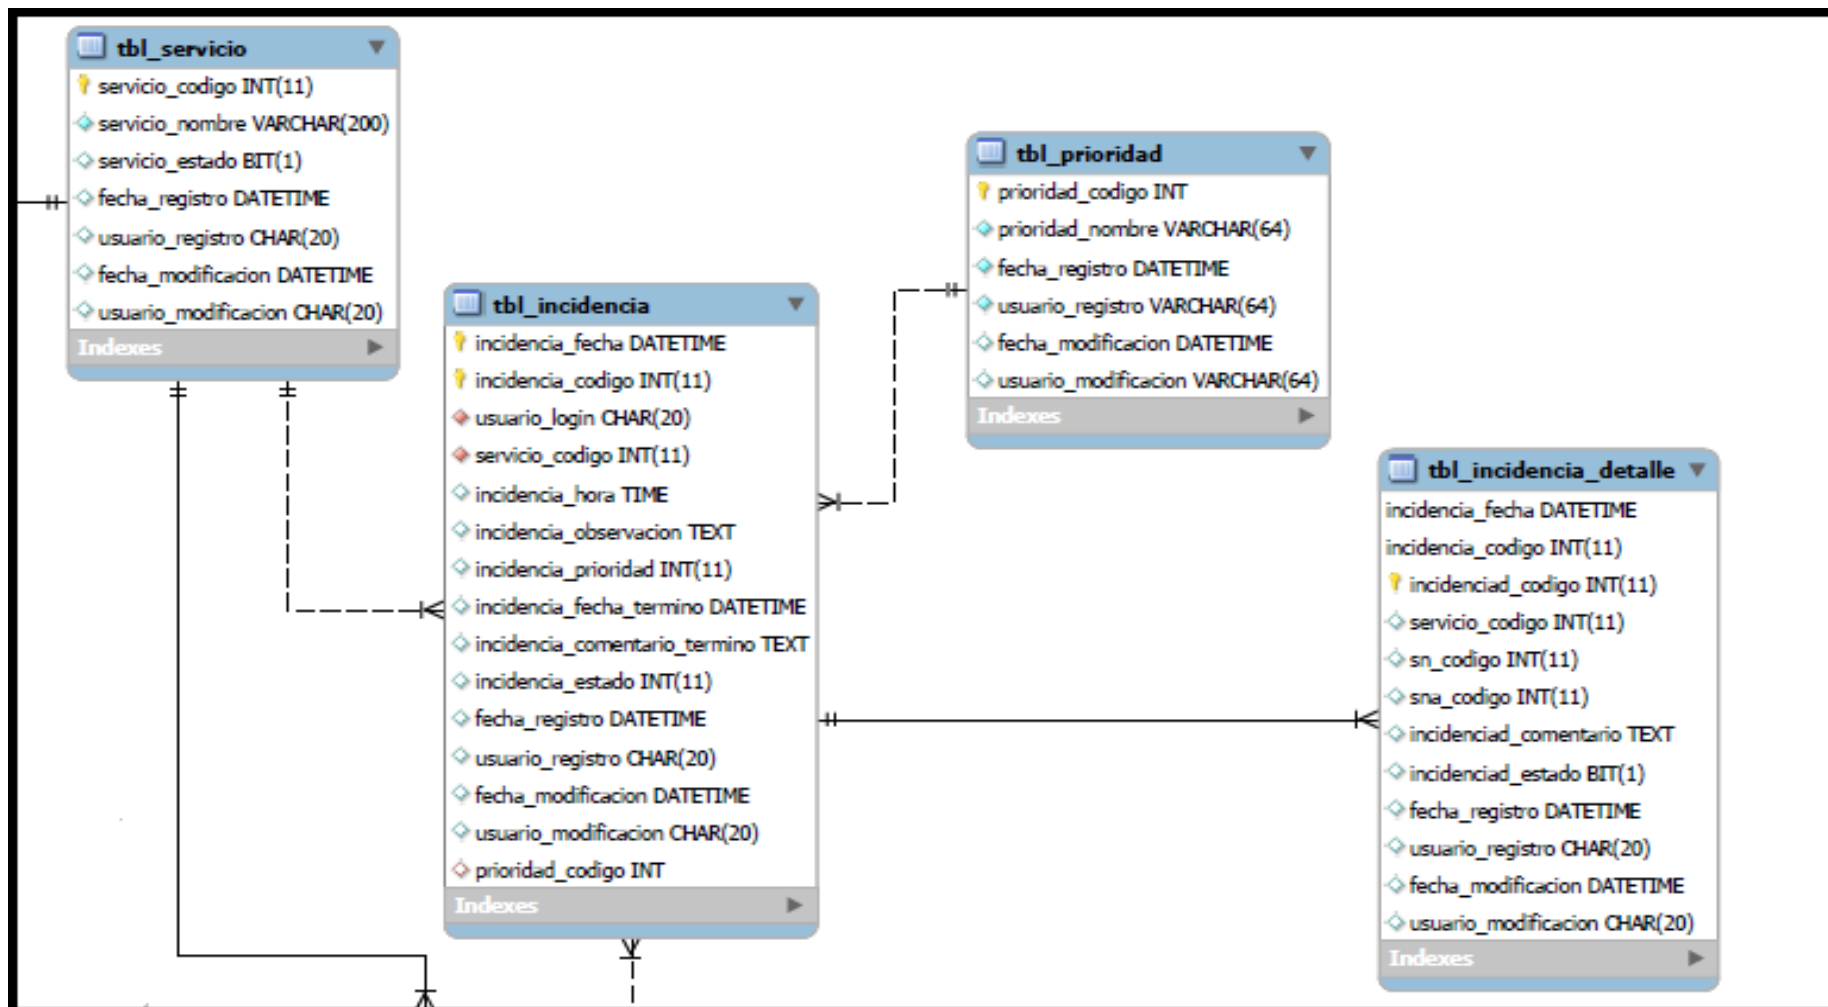 tbl_servicio
servicio_codigo INT(11)
servicio_nombre VARCHAR(200)
servicio_estado BIT(1)
fecha_registro DATETIME
usuario_registro CHAR(20)
fecha_modificacion DATETIME
usuario_modificacion CHAR(20)
Indexes
tbl_incidencia
incidencia_fecha DATETIME
incidencia_codigo INT(11)
usuario_login CHAR(20)
servicio_codigo INT(11)
incidencia_hora TIME
incidencia_observacion TEXT
incidencia_prioridad INT(11)
incidencia_fecha_termino DATETIME
incidencia_comentario_termino TEXT
incidencia_estado INT(11)
fecha_registro DATETIME
usuario_registro CHAR(20)
fecha_modificacion DATETIME
usuario_modificacion CHAR(20)
prioridad_codigo INT
Indexes
tbl_prioridad
prioridad_codigo INT
prioridad_nombre VARCHAR(64)
fecha_registro DATETIME
usuario_registro VARCHAR(64)
fecha_modificacion DATETIME
usuario_modificacion VARCHAR(64)
Indexes
tbl_incidencia_detalle
incidencia_fecha DATETIME
incidencia_codigo INT(11)
incidenciad_codigo INT(11)
servicio_codigo INT(11)
sn_codigo INT(11)
sna_codigo INT(11)
incidenciad_comentario TEXT
incidenciad_estado BIT(1)
fecha_registro DATETIME
usuario_registro CHAR(20)
fecha_modificacion DATETIME
usuario_modificacion CHAR(20)
Indexes